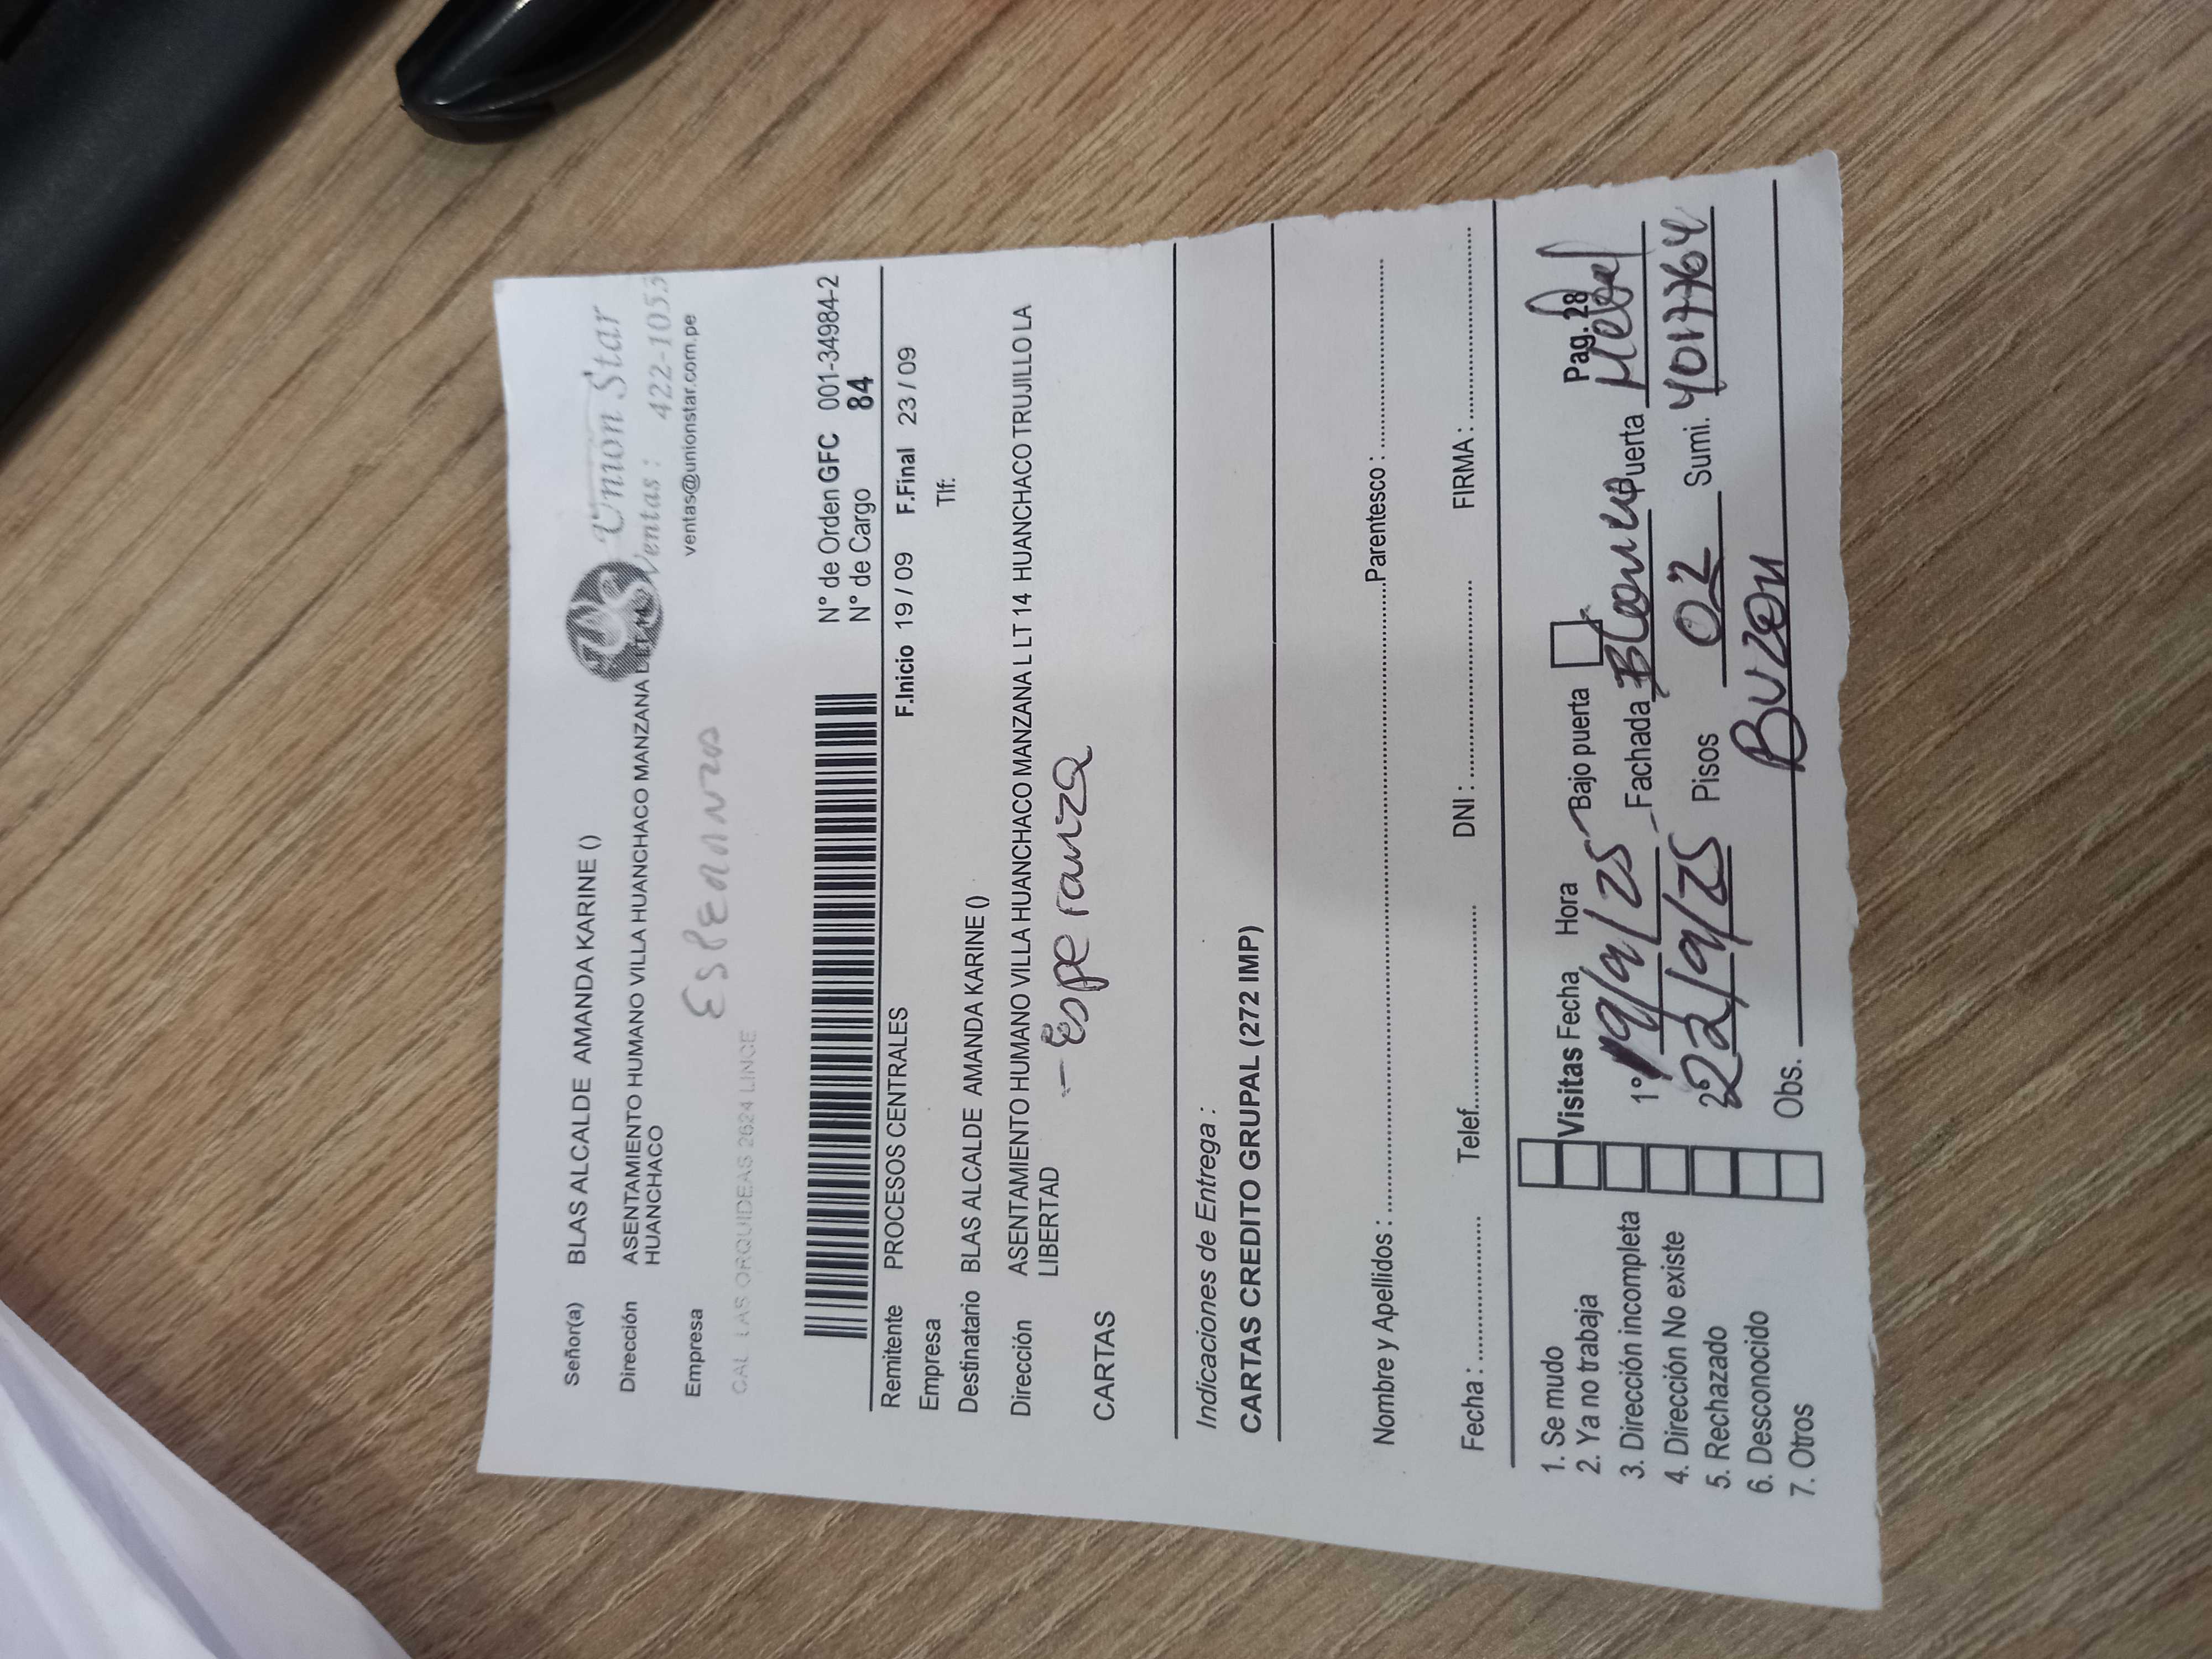 Union Star
Ventas: 422-1053
ventas@unionstar.com.pe
Señor(a) BLAS ALCALDE AMANDA KARINE ()
Dirección ASENTAMIENTO HUMANO VILLA HUANCHACO MANZANA L LT 14
HUANCHACO
Empresa
ESPERANZA
CAL LAS ORQUIDEAS 2624 LINCE
N° de Orden GFC 001-34984-2
N° de Cargo 84
Remitente PROCESOS CENTRALES F.Inicio 19 / 09 F.Final 23 / 09
Empresa Tlf:
Destinatario BLAS ALCALDE AMANDA KARINE ()
Dirección ASENTAMIENTO HUMANO VILLA HUANCHACO MANZANA L LT 14 HUANCHACO TRUJILLO LA
LIBERTAD
- Esperanza
CARTAS
Indicaciones de Entrega :
CARTAS CREDITO GRUPAL (272 IMP)
Nombre y Apellidos : Parentesco :
Fecha : Telef. DNI : FIRMA :
Pag. 28
1. Se mudo
2. Ya no trabaja
3. Dirección incompleta
4. Dirección No existe
5. Rechazado
6. Desconocido
7. Otros
Visitas Fecha Hora Bajo puerta
1° 19/9/25 Fachada Puerta Metal
2° 22/9/25 Pisos 02 Sumi.
Obs. Buzon